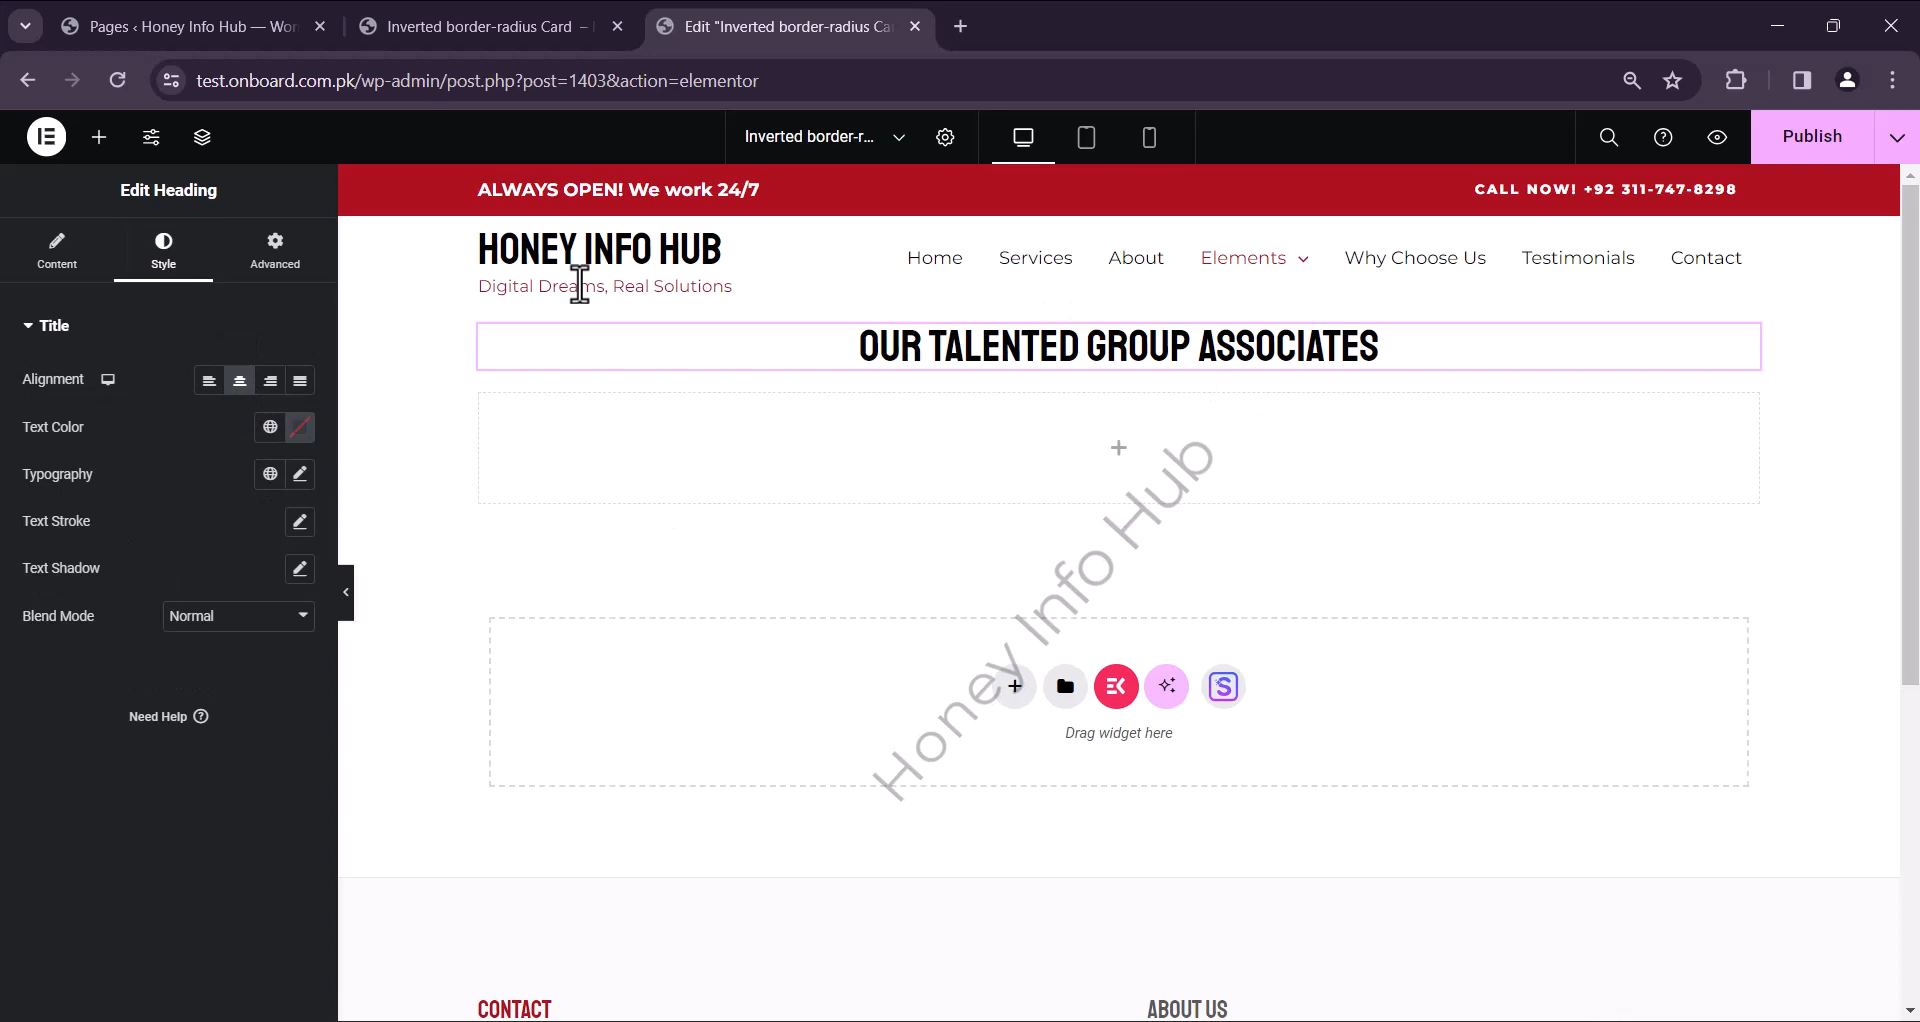 Pages ‹ Honey Info Hub — Wor
Inverted border-radius Card –
Edit "Inverted border-radius Ca
test.onboard.com.pk/wp-admin/post.php?post=1403&action=elementor
Inverted border-r...
Publish
Edit Heading
Content
Style
Advanced
Title
Alignment
Text Color
Typography
Text Stroke
Text Shadow
Blend Mode
Normal
Need Help
ALWAYS OPEN! We work 24/7
CALL NOW! +92 311-747-8298
HONEY INFO HUB
Digital Dreams, Real Solutions
Home
Services
About
Elements
Why Choose Us
Testimonials
Contact
OUR TALENTED GROUP ASSOCIATES
Honey Info Hub
Drag widget here
CONTACT
ABOUT US